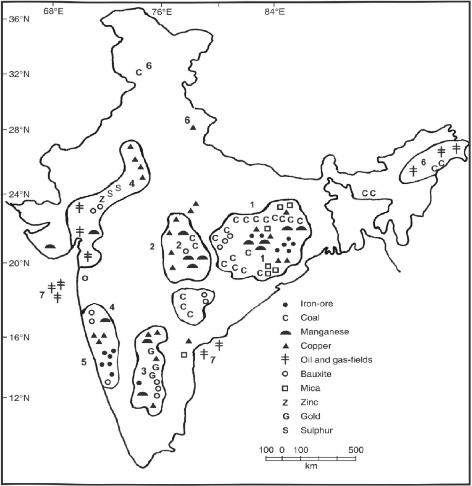 68°E 76°E 84°E
36°N
32°N
28°N
24°N
20°N
16°N
12°N
6
C
6
4
S
S
Z
6
C C
C C
1
C C C C C C
C C
C
C
C
C
C C
1
C C C C
2
2
C
C
C
C
C
C
C
7
4
5
7
G
G
G
G
3
Iron-ore
C Coal
Manganese
Copper
Oil and gas-fields
Bauxite
Mica
Z Zinc
G Gold
S Sulphur
100 0 100 300 500
km